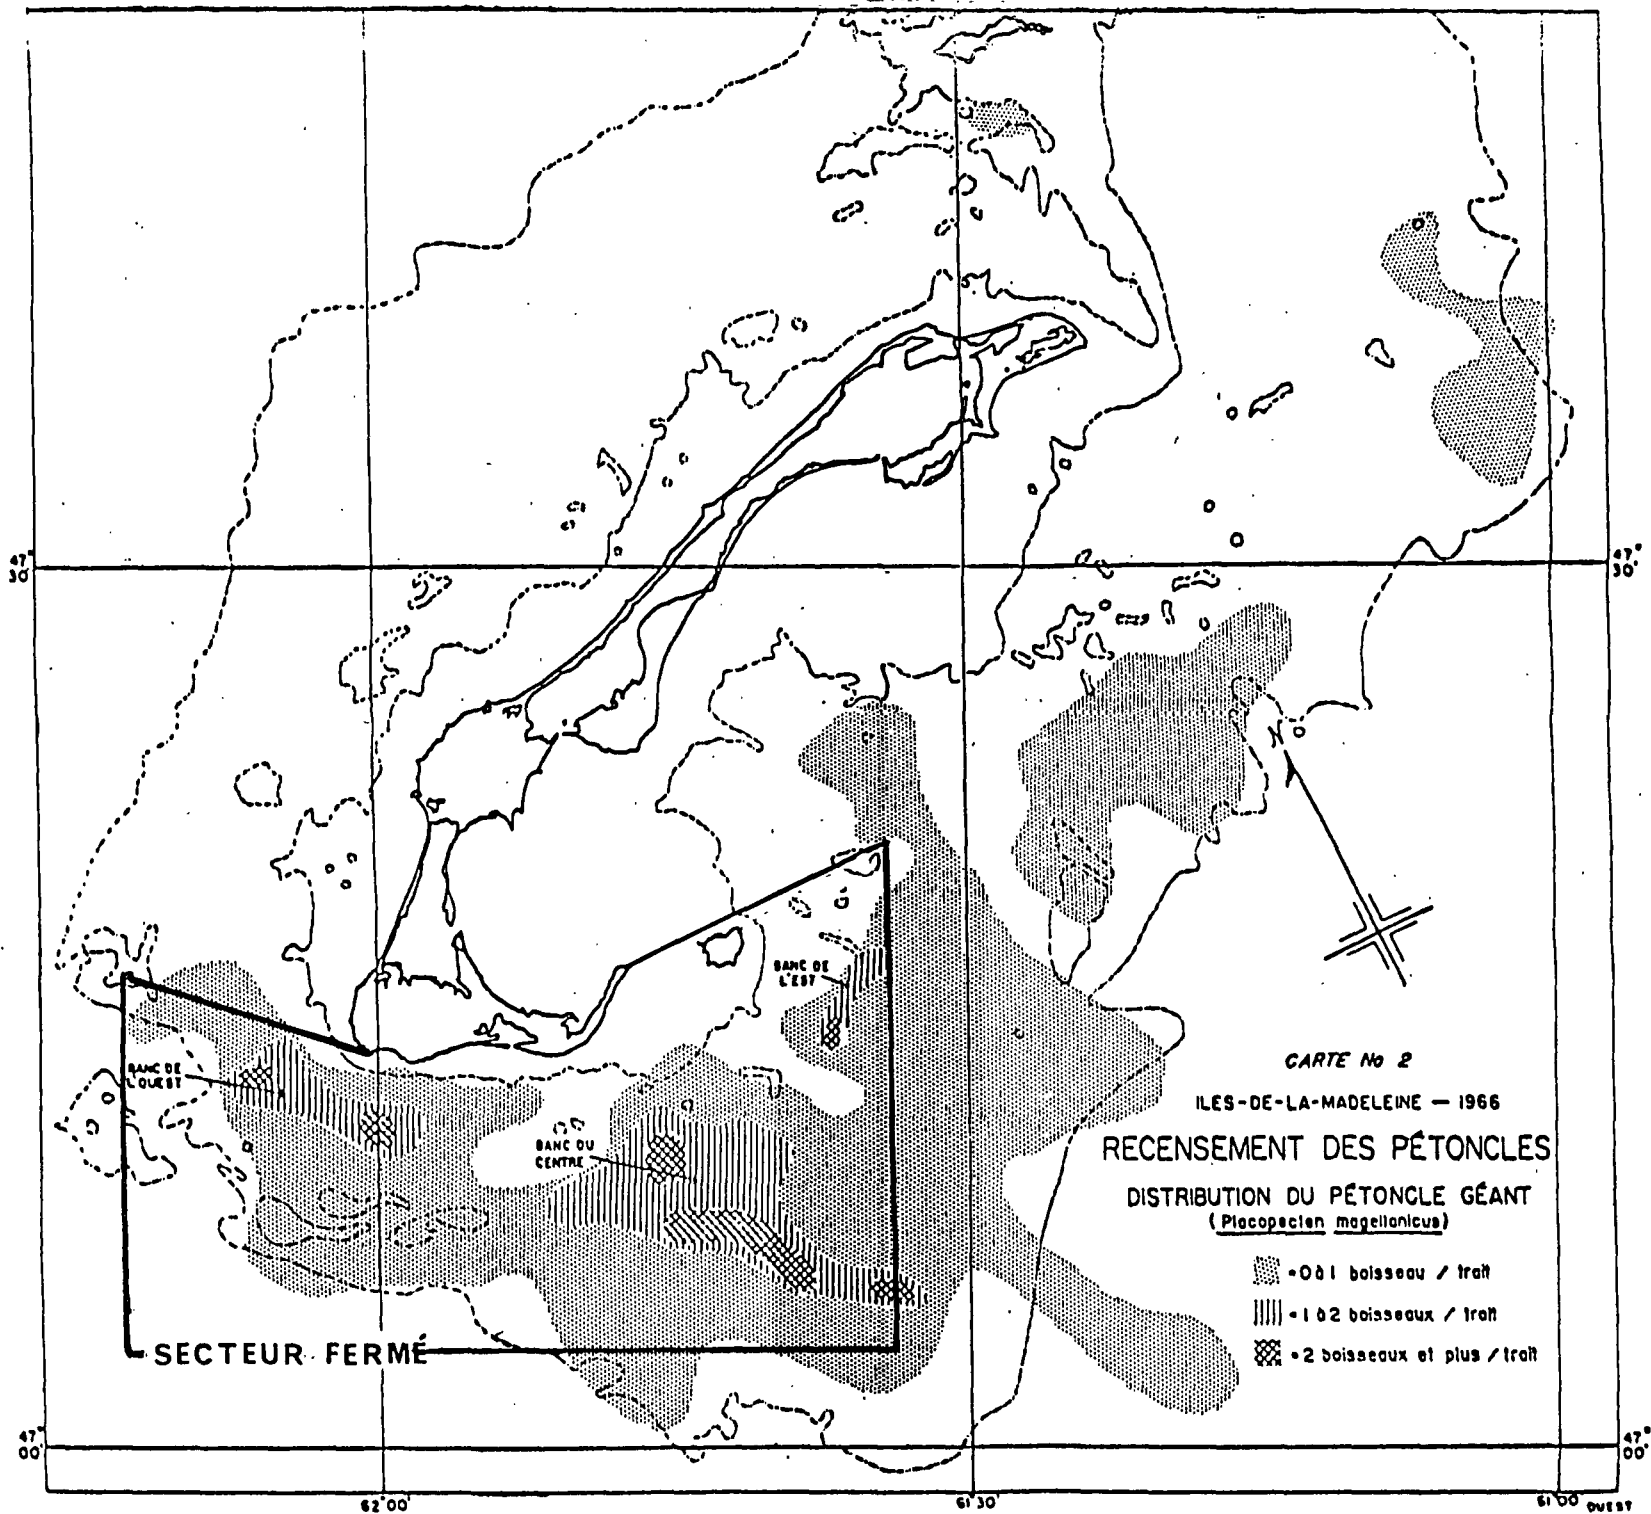 47°
30'
47°
30'
N
BANC DE
L'EST
BANC DE
L'OUEST
BANC DU
CENTRE
CARTE No 2
ILES-DE-LA-MADELEINE — 1966
RECENSEMENT DES PÉTONCLES
DISTRIBUTION DU PÉTONCLE GÉANT
(Placopecten magellanicus)
=0 à 1 boisseau / trait
=1 à 2 boisseaux / trait
=2 boisseaux et plus / trait
SECTEUR FERMÉ
47°
00'
47°
00'
62°00'
61°30'
61°00'
OUEST